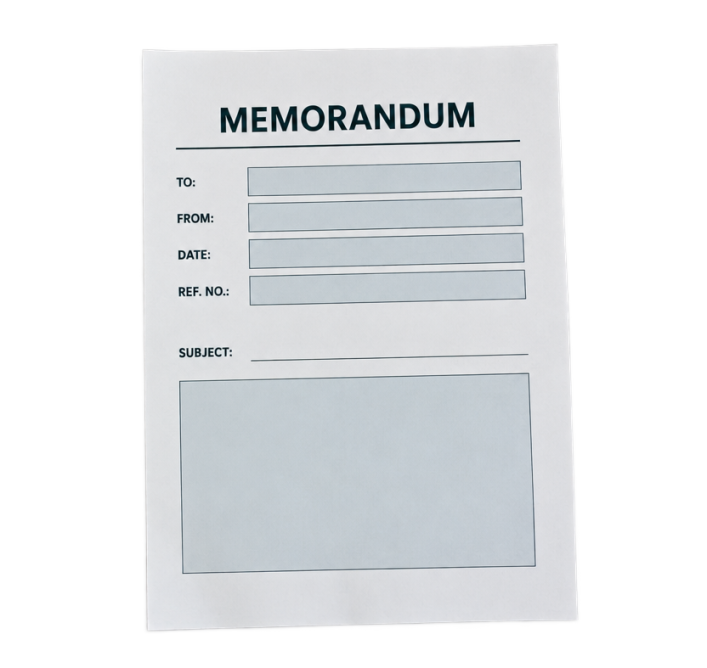 MEMORANDUM
TO:
FROM:
DATE:
REF. NO.:
SUBJECT: